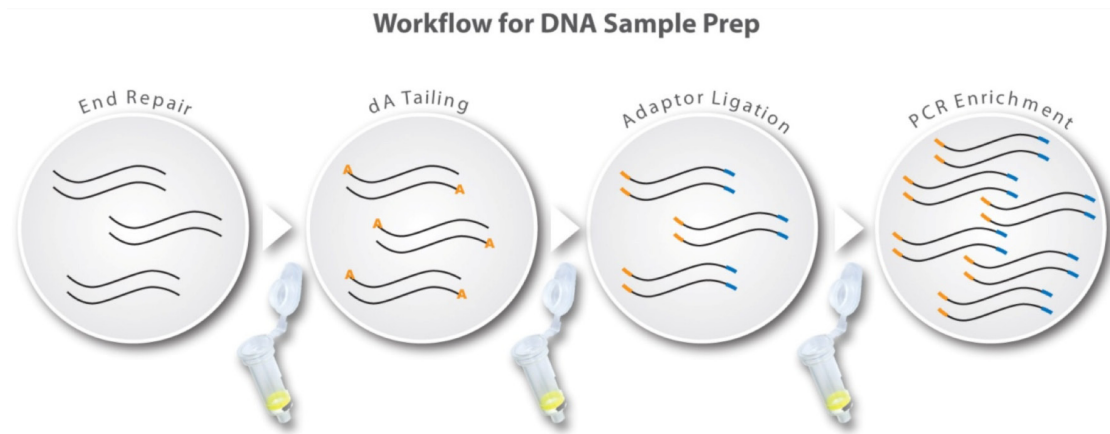 Workflow for DNA Sample Prep
End Repair
dA Tailing
Adaptor Ligation
PCR Enrichment
A
A
A
A
A
A